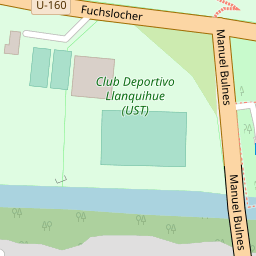 U-160
Fuchslocher
Manuel Bulnes
Club Deportivo
Llanquihue
(UST)
Manuel Bulnes